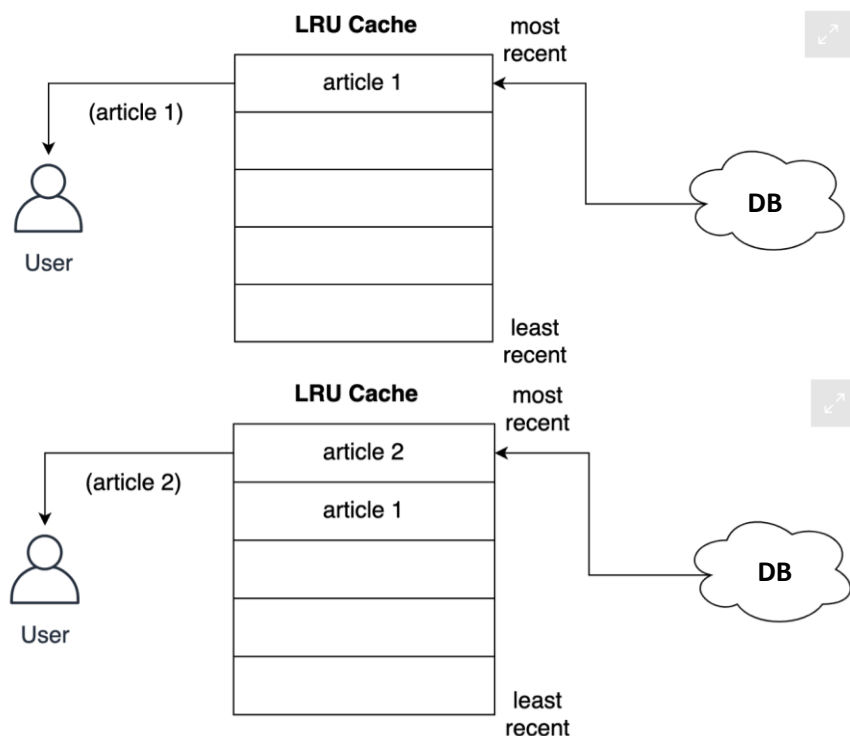 LRU Cache
most
recent
article 1
(article 1)
DB
User
least
recent
LRU Cache
most
recent
article 2
(article 2)
article 1
DB
User
least
recent